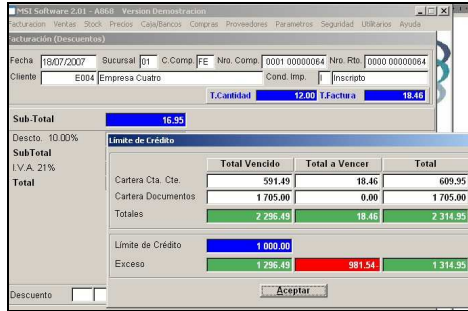 MSI Software 2.01 - A868 Version Demostracion
Facturacion Ventas Stock Precios Caja/Bancos Compras Proveedores Parametros Seguridad Utilitarios Ayuda
Facturación (Descuentos)
Fecha 18/07/2007 Sucursal 01 C.Comp. FE Nro. Comp. 0001 00000064 Nro. Rto. 0000 00000064
Cliente E004 Empresa Cuatro Cond. Imp. I Inscripto
T.Cantidad 12.00 T.Factura 18.46
Sub-Total 16.95
Descto. 10.00%
SubTotal
I.V.A. 21%
Total
Límite de Crédito
Total Vencido Total a Vencer Total
Cartera Cta. Cte. 591.49 18.46 609.95
Cartera Documentos 1 705.00 0.00 1 705.00
Totales 2 296.49 18.46 2 314.95
Límite de Crédito 1 000.00
Exceso 1 296.49 981.54 1 314.95
Aceptar
Descuento